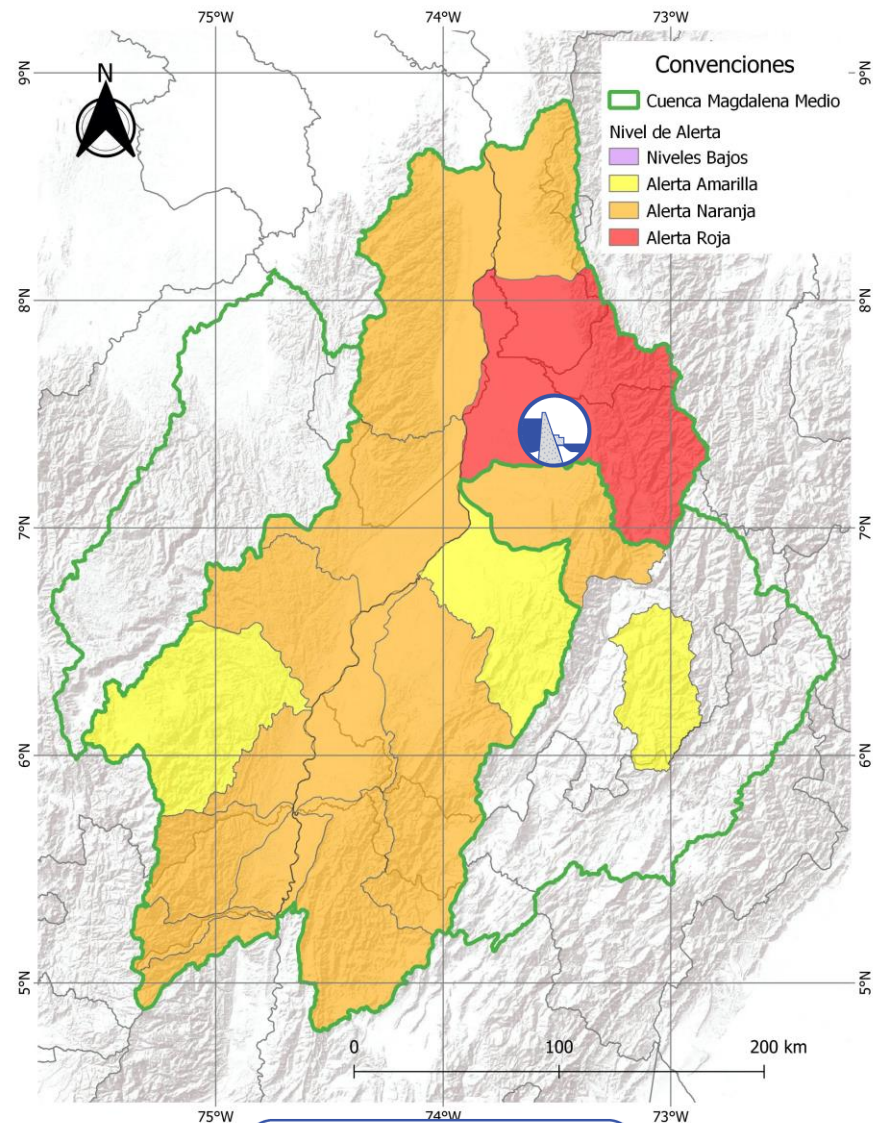 75°W 74°W 73°W
N
Convenciones
Cuenca Magdalena Medio
Nivel de Alerta
Niveles Bajos
Alerta Amarilla
Alerta Naranja
Alerta Roja
9°N 9°N
8°N 8°N
7°N 7°N
6°N 6°N
5°N 5°N
0 100 200 km
75°W 74°W 73°W